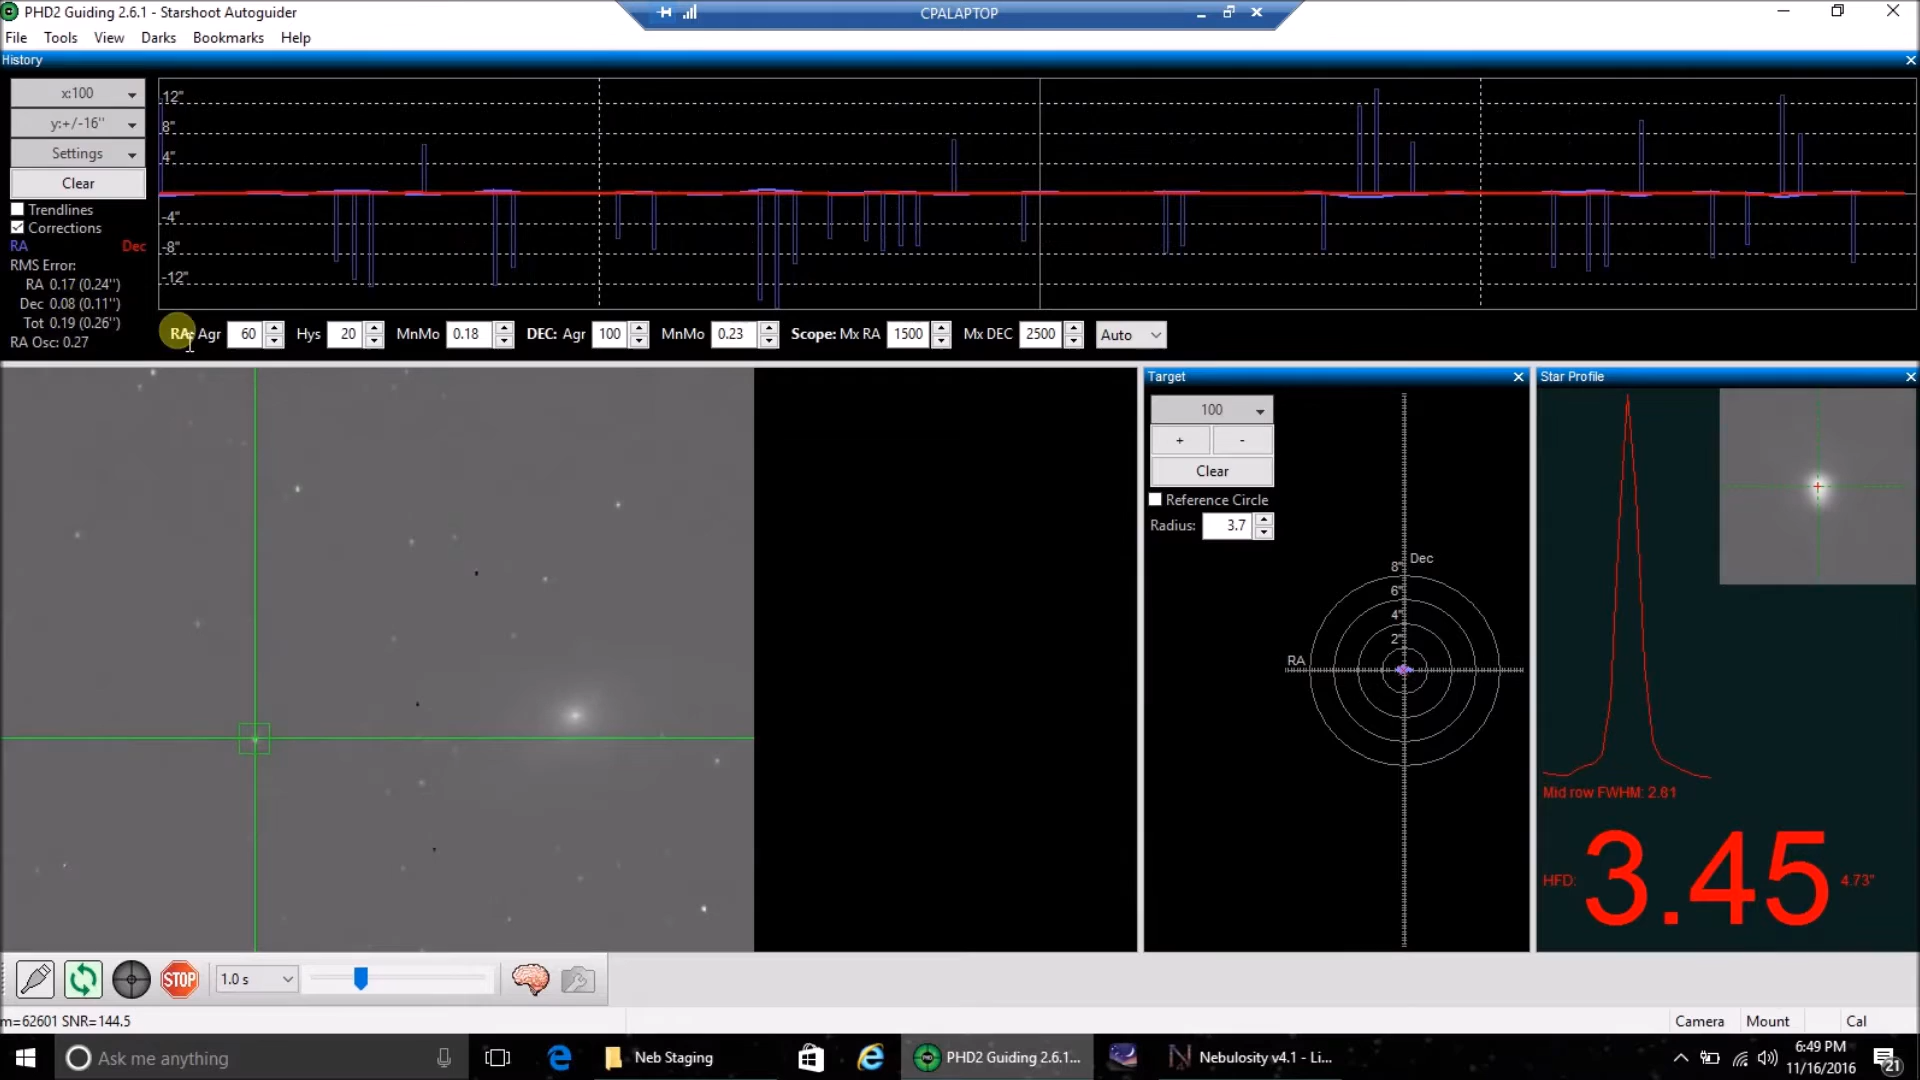 PHD2 Guiding 2.6.1 - Starshoot Autoguider
CPALAPTOP
File Tools View Darks Bookmarks Help
History
x:100
y:+/-16"
Settings
Clear
Trendlines
Corrections
RA Dec
RMS Error:
RA 0.17 (0.24")
Dec 0.08 (0.11")
Tot 0.19 (0.26")
RA Osc: 0.27
12"
8"
4"
-4"
-8"
-12"
RA: Agr 60 Hys 20 MnMo 0.18 DEC: Agr 100 MnMo 0.23 Scope: Mx RA 1500 Mx DEC 2500 Auto
Target
100
+ -
Clear
Reference Circle
Radius: 3.7
Dec
8"
6"
4"
2"
RA
Star Profile
Mid row FWHM: 2.61
HFD: 3.45 4.73"
STOP
1.0 s
m=62601 SNR=144.5
Camera Mount Cal
Ask me anything
Neb Staging
PHD2 Guiding 2.6.1...
Nebulosity v4.1 - Li...
6:49 PM
11/16/2016
21